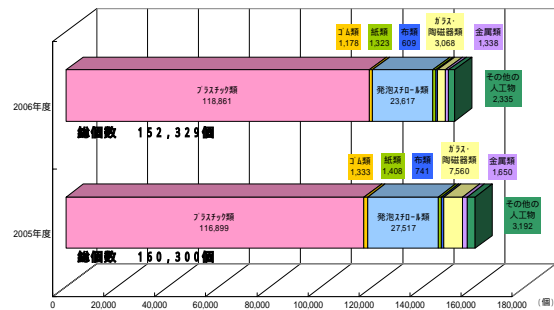 ゴム類
1,178
紙類
1,323
布類
609
ガラス・
陶磁器類
3,068
金属類
1,338
その他の
人工物
2,335
2006年度
プラスチック類
118,861
発泡スチロール類
23,617
総個数 152,329個
ゴム類
1,333
紙類
1,408
布類
741
ガラス・
陶磁器類
7,560
金属類
1,650
その他の
人工物
3,192
2005年度
プラスチック類
116,899
発泡スチロール類
27,517
総個数 160,300個
0 20,000 40,000 60,000 80,000 100,000 120,000 140,000 160,000 180,000 (個)